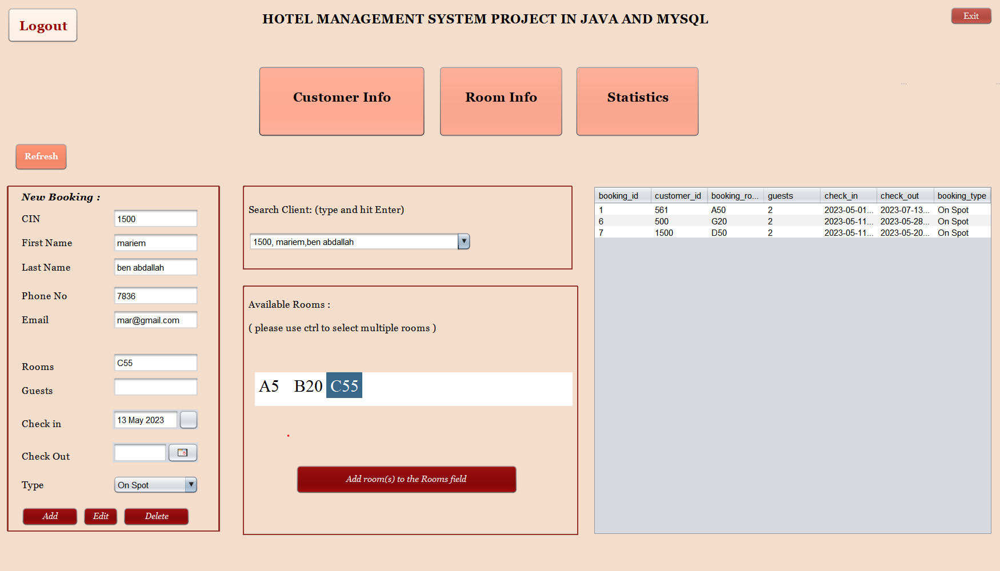 Logout
HOTEL MANAGEMENT SYSTEM PROJECT IN JAVA AND MYSQL
Exit
Customer Info
Room Info
Statistics
...
Refresh
New Booking :
CIN 1500
First Name mariem
Last Name ben abdallah
Phone No 7836
Email mar@gmail.com
Rooms C55
Guests
Check in 13 May 2023
Check Out
Type On Spot
Add Edit Delete
Search Client: (type and hit Enter)
1500, mariem,ben abdallah
Available Rooms :
( please use ctrl to select multiple rooms )
A5 B20 C55
Add room(s) to the Rooms field
booking_id customer_id booking_ro... guests check_in check_out booking_type
1 561 A50 2 2023-05-01... 2023-07-13... On Spot
6 500 G20 2 2023-05-11... 2023-05-28... On Spot
7 1500 D50 2 2023-05-11... 2023-05-20... On Spot